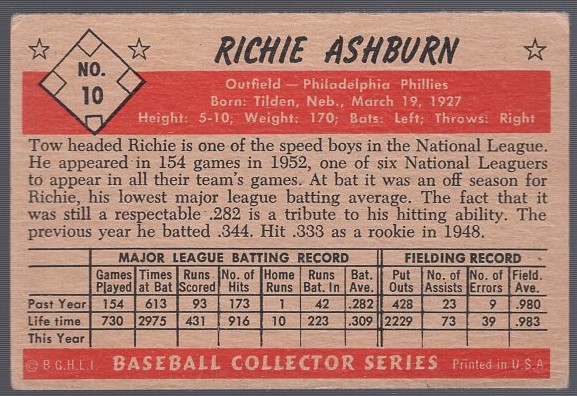 RICHIE ASHBURN
NO.
10
Outfield — Philadelphia Phillies
Born: Tilden, Neb., March 19, 1927
Height: 5-10; Weight: 170; Bats: Left; Throws: Right
Tow headed Richie is one of the speed boys in the National League.
He appeared in 154 games in 1952, one of six National Leaguers
to appear in all their team's games. At bat it was an off season for
Richie, his lowest major league batting average. The fact that it
was still a respectable .282 is a tribute to his hitting ability. The
previous year he batted .344. Hit .333 as a rookie in 1948.
MAJOR LEAGUE BATTING RECORD FIELDING RECORD
Games Times Runs No. of Home Runs Bat. Put No. of No. of Field.
Played at Bat Scored Hits Runs In Bat. Ave. Outs Assists Errors Ave.
Past Year 154 613 93 173 1 42 .282 428 23 9 .980
Life time 730 2975 431 916 10 223 .309 2229 73 39 .983
This Year
© B.G.H.L.I. BASEBALL COLLECTOR SERIES Printed in U.S.A